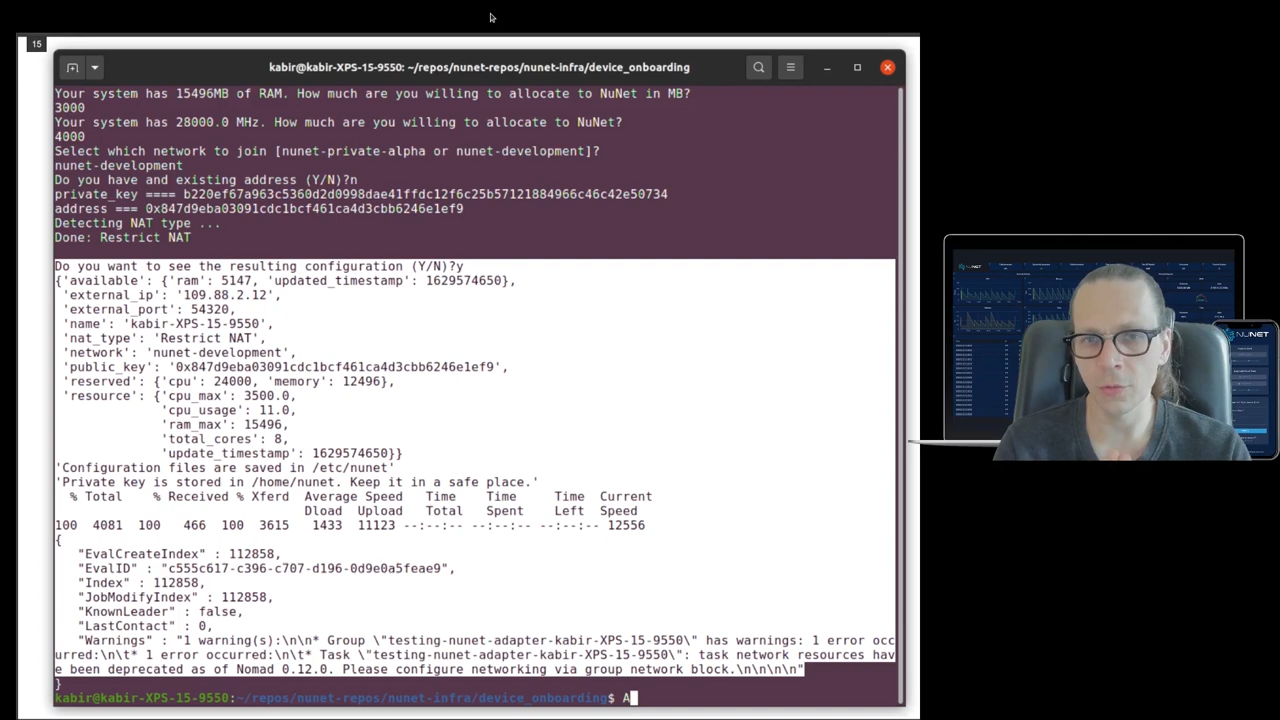 15
kabir@kabir-XPS-15-9550: ~/repos/nunet-repos/nunet-infra/device_onboarding
Your system has 15496MB of RAM. How much are you willing to allocate to NuNet in MB?
3000
Your system has 28000.0 MHz. How much are you willing to allocate to NuNet?
4000
Select which network to join [nunet-private-alpha or nunet-development]?
nunet-development
Do you have and existing address (Y/N)?n
private_key ==== b220ef67a963c5360d2d0998dae41ffdc12f6c25b57121884966c46c42e50734
address === 0x847d9eba03091cdc1bcf461ca4d3cbb6246e1ef9
Detecting NAT type ...
Done: Restrict NAT
Do you want to see the resulting configuration (Y/N)?y
{'available': {'ram': 5147, 'updated_timestamp': 1629574650},
'external_ip': '109.88.2.12',
'external_port': 54320,
'name': 'kabir-XPS-15-9550',
'nat_type': 'Restrict NAT',
'network': 'nunet-development',
'public_key': '0x847d9eba03091cdc1bcf461ca4d3cbb6246e1ef9',
'reserved': {'cpu': 24000, 'memory': 12496},
'resource': {'cpu_max': 3500.0,
'cpu_usage': 11.0,
'ram_max': 15496,
'total_cores': 8,
'update_timestamp': 1629574650}}
'Configuration files are saved in /etc/nunet'
'Private key is stored in /home/nunet. Keep it in a safe place.'
% Total % Received % Xferd Average Speed Time Time Time Current
Dload Upload Total Spent Left Speed
100 4081 100 466 100 3615 1433 11123 --:--:-- --:--:-- --:--:-- 12556
{
"EvalCreateIndex" : 112858,
"EvalID" : "c555c617-c396-c707-d196-0d9e0a5feae9",
"Index" : 112858,
"JobModifyIndex" : 112858,
"KnownLeader" : false,
"LastContact" : 0,
"Warnings" : "1 warning(s):\n\n* Group \"testing-nunet-adapter-kabir-XPS-15-9550\" has warnings: 1 error occ
urred:\n\t* 1 error occurred:\n\t* Task \"testing-nunet-adapter-kabir-XPS-15-9550\": task network resources hav
e been deprecated as of Nomad 0.12.0. Please configure networking via group network block.\n\n\n\n"
}
kabir@kabir-XPS-15-9550:~/repos/nunet-repos/nunet-infra/device_onboarding$ A
NUNET
NUNET